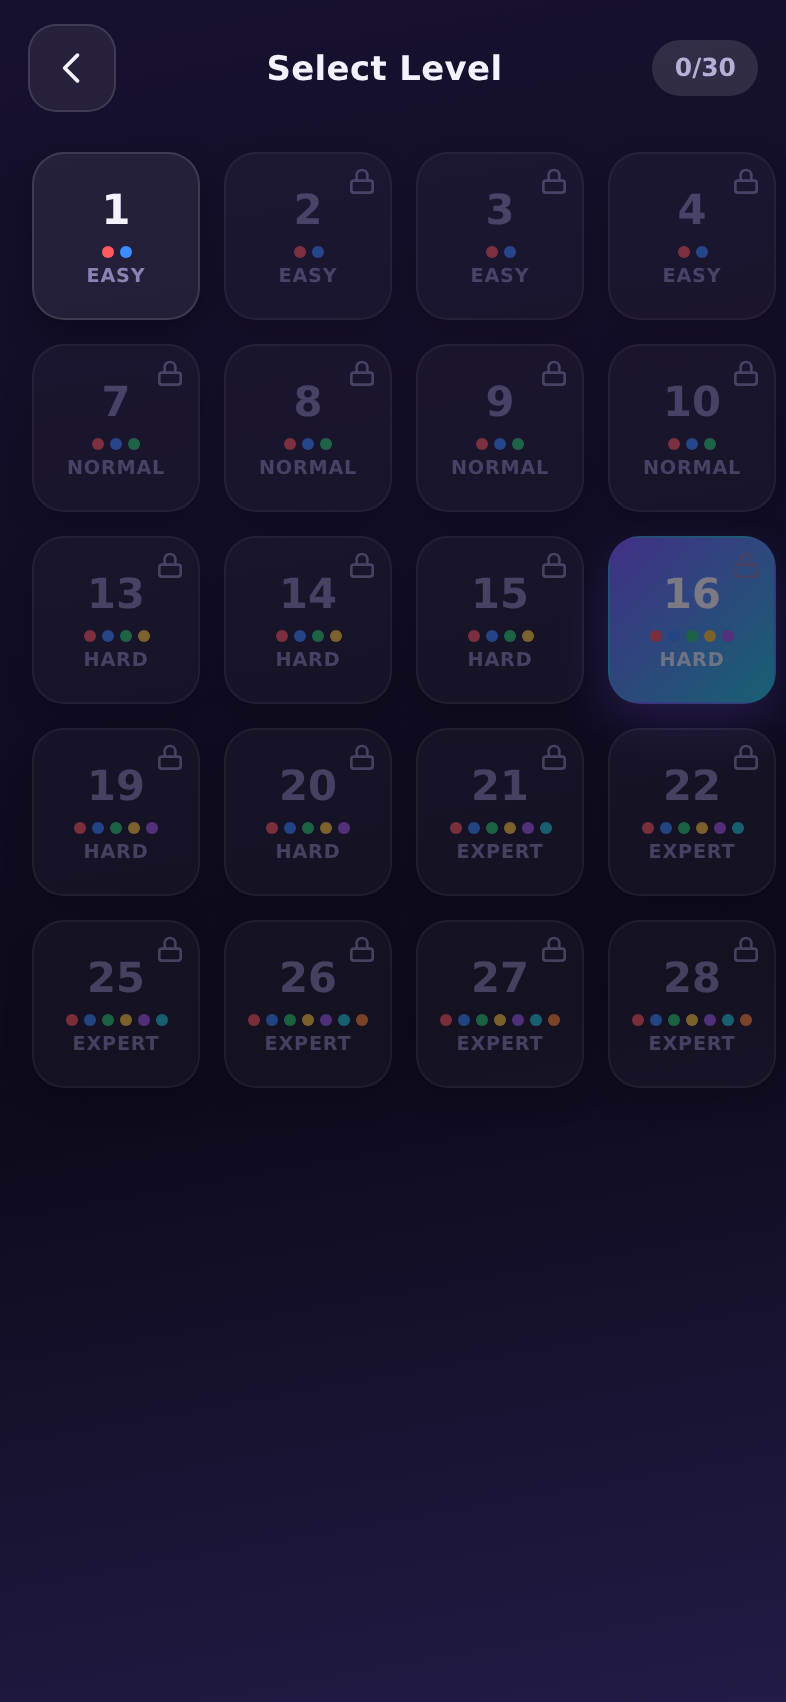 Select Level
0/30
1
EASY
2
EASY
3
EASY
4
EASY
7
NORMAL
8
NORMAL
9
NORMAL
10
NORMAL
13
HARD
14
HARD
15
HARD
16
HARD
19
HARD
20
HARD
21
EXPERT
22
EXPERT
25
EXPERT
26
EXPERT
27
EXPERT
28
EXPERT